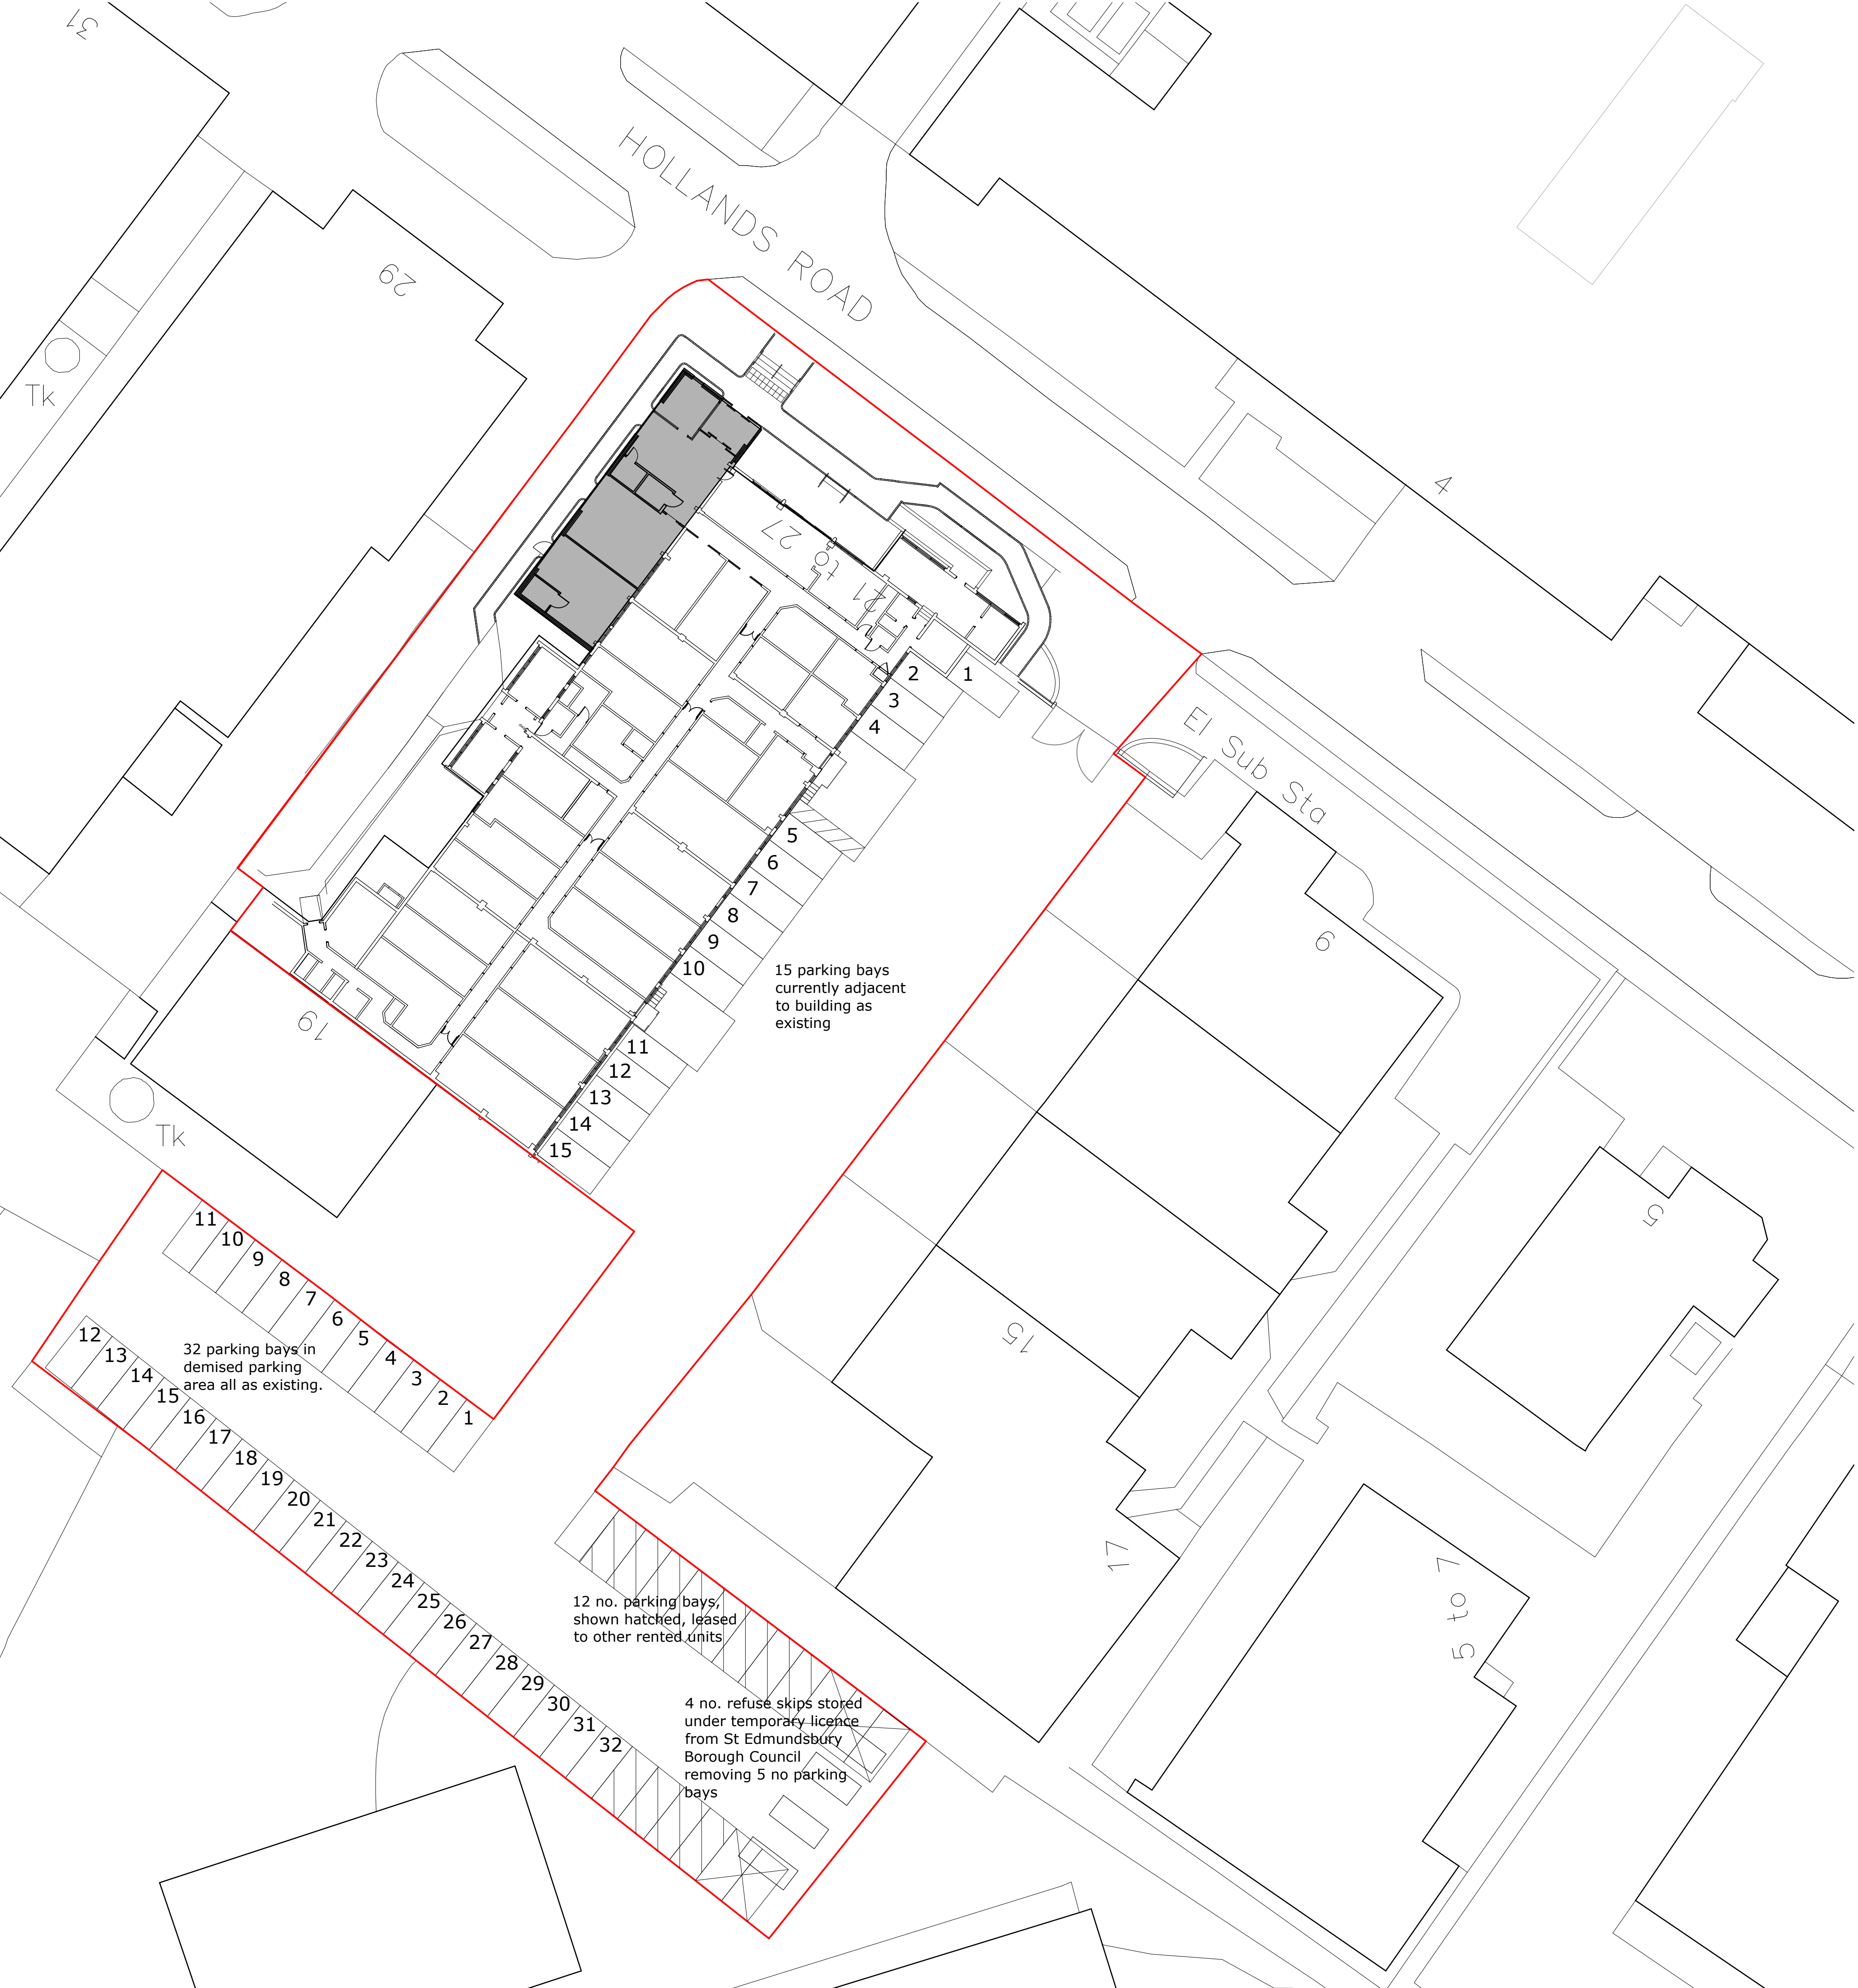 31
HOLLANDS ROAD
29
Tk
4
21 to 27
2
1
3
4
El Sub Sta
5
6
7
8
9
10
9
15 parking bays
currently adjacent
to building as
existing
19
11
12
13
14
15
Tk
5
11
10
9
8
7
6
5
4
3
2
1
32 parking bays in
demised parking
area all as existing.
15
12
13
14
15
16
17
18
19
20
21
22
23
24
25
26
27
28
29
30
31
32
17
5 to 7
12 no. parking bays,
shown hatched, leased
to other rented units
4 no. refuse skips stored
under temporary licence
from St Edmundsbury
Borough Council
removing 5 no parking
bays